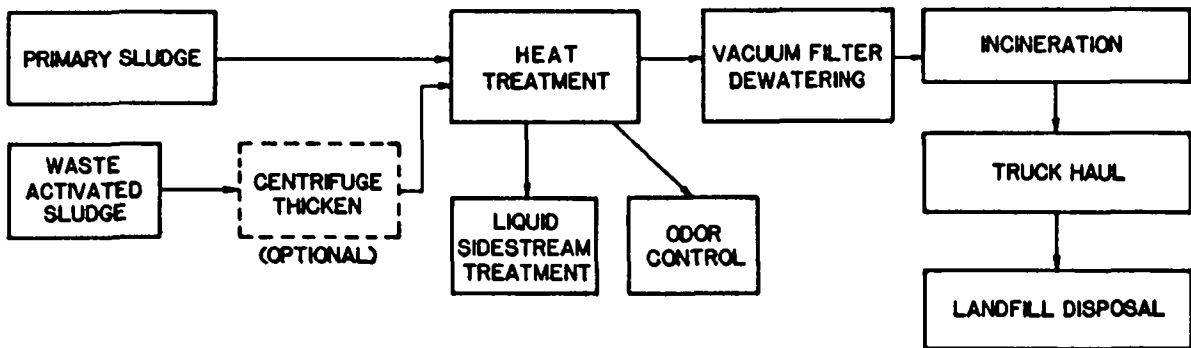 PRIMARY SLUDGE
HEAT
TREATMENT
VACUUM FILTER
DEWATERING
INCINERATION
WASTE
ACTIVATED
SLUDGE
CENTRIFUGE
THICKEN
(OPTIONAL)
LIQUID
SIDESTREAM
TREATMENT
ODOR
CONTROL
TRUCK HAUL
LANDFILL DISPOSAL